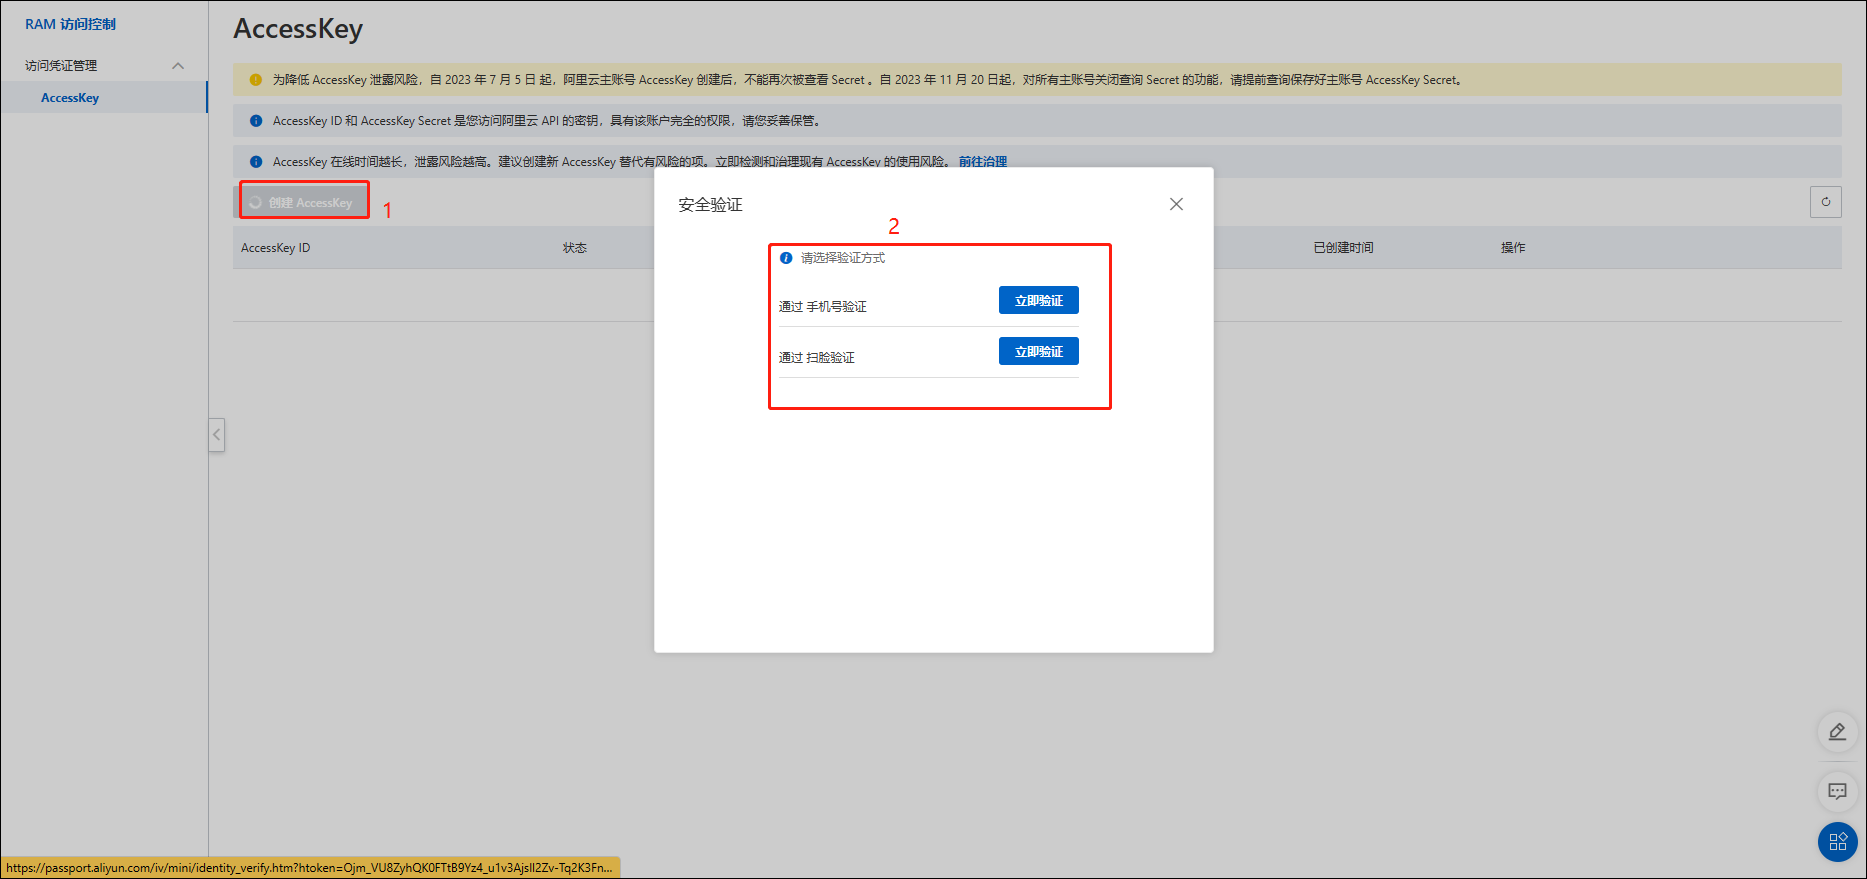 RAM 访问控制
访问凭证管理
AccessKey
AccessKey
为降低 AccessKey 泄露风险，自 2023 年 7 月 5 日 起，阿里云主账号 AccessKey 创建后，不能再次被查看 Secret 。自 2023 年 11 月 20 日起，对所有主账号关闭查询 Secret 的功能，请提前查询保存好主账号 AccessKey Secret。
AccessKey ID 和 AccessKey Secret 是您访问阿里云 API 的密钥，具有该账户完全的权限，请您妥善保管。
AccessKey 在线时间越长，泄露风险越高。建议创建新 AccessKey 替代有风险的项。立即检测和治理现有 AccessKey 的使用风险。 前往治理
创建 AccessKey
1
AccessKey ID 状态 已创建时间 操作
安全验证
2
请选择验证方式
通过 手机号验证 立即验证
通过 扫脸验证 立即验证
https://passport.aliyun.com/iv/mini/identity_verify.htm?htoken=Ojm_VU8ZyhQK0FTtB9Yz4_u1v3AjsII2Zv-Tq2K3Fn...